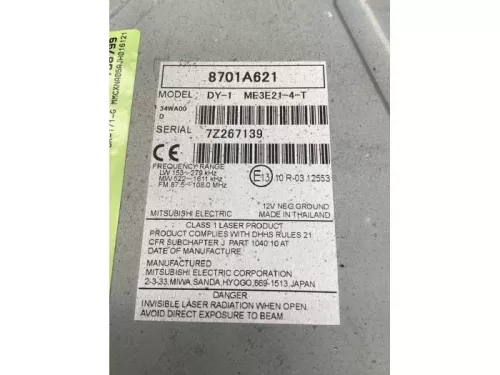 MMCXNA05AJH016121
8701A621
MODEL DY-1 ME3E21-4-T
34WA00
D
SERIAL 7Z267139
CE
FREQUENCY RANGE
LW 153-279 kHz
MW 522-1611 kHz
FM 87.5-108.0 MHz
E13 10 R-03 12553
12V NEG.GROUND
MITSUBISHI ELECTRIC MADE IN THAILAND
CLASS 1 LASER PRODUCT
PRODUCT COMPLIES WITH DHHS RULES 21
CFR SUBCHAPTER J PART 1040.10 AT
DATE OF MANUFACTURE
MANUFACTURED
MITSUBISHI ELECTRIC CORPORATION
2-3-33, MIWA, SANDA, HYOGO, 669-1513, JAPAN
DANGER
INVISIBLE LASER RADIATION WHEN OPEN.
AVOID DIRECT EXPOSURE TO BEAM